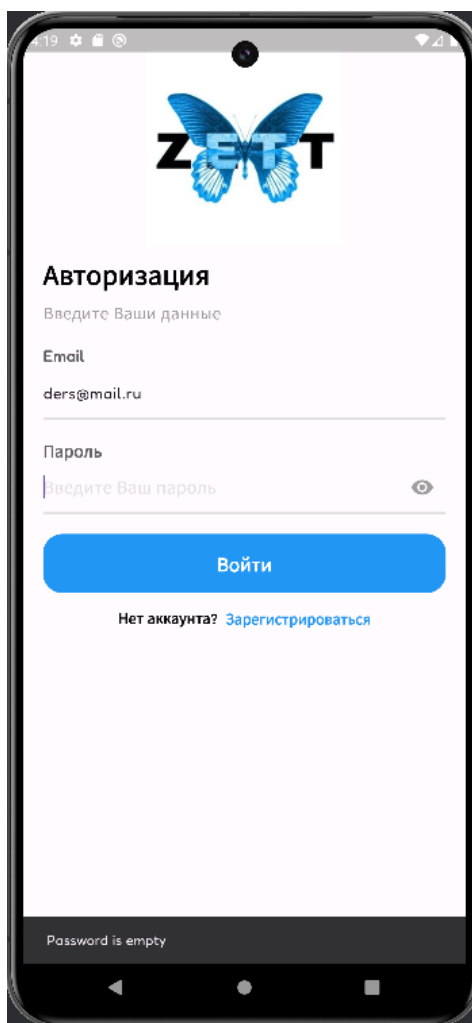 4:19
ZETT
Авторизация
Введите Ваши данные
Email
ders@mail.ru
Пароль
Введите Ваш пароль
Войти
Нет аккаунта? Зарегистрироваться
Password is empty